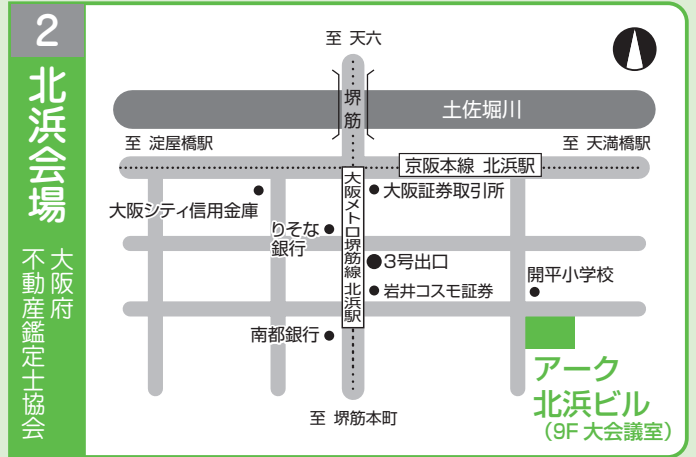 2
北浜会場
大阪府
不動産鑑定士協会
至 天六
堺筋
土佐堀川
至 淀屋橋駅
至 天満橋駅
京阪本線 北浜駅
大阪メトロ堺筋線 北浜駅
大阪証券取引所
大阪シティ信用金庫
りそな
銀行
3号出口
開平小学校
岩井コスモ証券
南都銀行
アーク
北浜ビル
(9F 大会議室)
至 堺筋本町